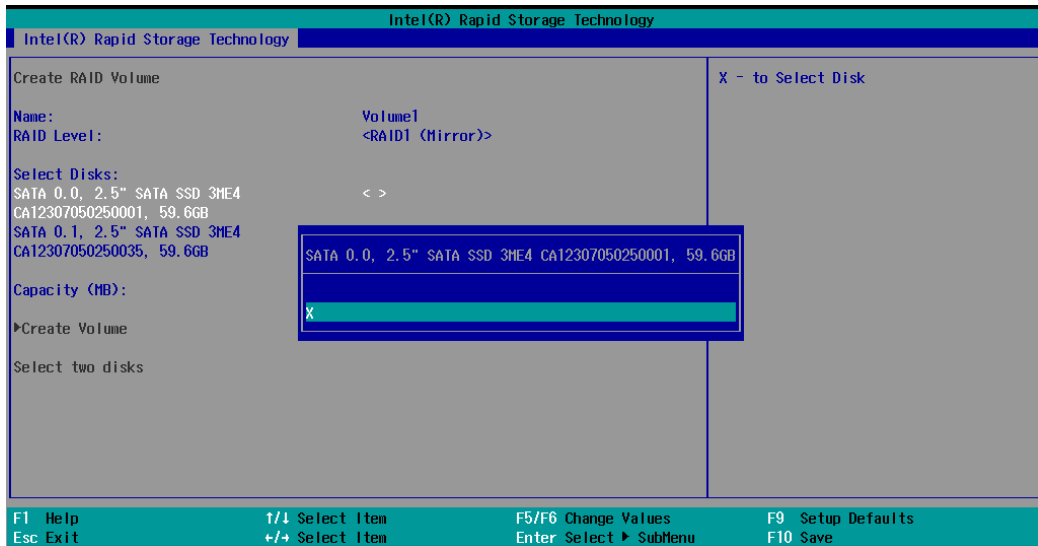 Intel(R) Rapid Storage Technology
Intel(R) Rapid Storage Technology
Create RAID Volume
X - to Select Disk
Name: Volume1
RAID Level: <RAID1 (Mirror)>
Select Disks:
SATA 0.0, 2.5" SATA SSD 3ME4 < >
CA12307050250001, 59.6GB
SATA 0.1, 2.5" SATA SSD 3ME4
CA12307050250035, 59.6GB
SATA 0.0, 2.5" SATA SSD 3ME4 CA12307050250001, 59.6GB
X
Capacity (MB):
▶Create Volume
Select two disks
F1 Help ↑/↓ Select Item F5/F6 Change Values F9 Setup Defaults
Esc Exit ←/→ Select Item Enter Select ▶ SubMenu F10 Save